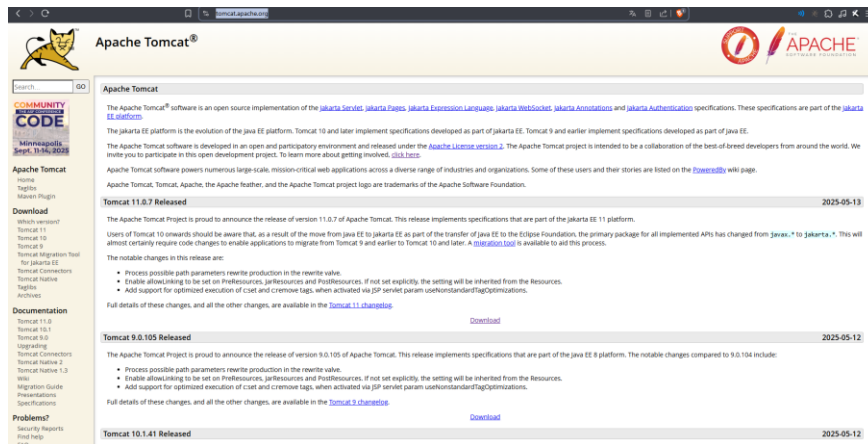 tomcat.apache.org
Apache Tomcat®
THE
APACHE
SOFTWARE FOUNDATION
Search... GO
COMMUNITY
CODE
Minneapolis
Sept. 11-14, 2025
Apache Tomcat
Home
Taglibs
Maven Plugin
Download
Which version?
Tomcat 11
Tomcat 10
Tomcat 9
Tomcat Migration Tool
for Jakarta EE
Tomcat Connectors
Tomcat Native
Taglibs
Archives
Documentation
Tomcat 11.0
Tomcat 10.1
Tomcat 9.0
Upgrading
Tomcat Connectors
Tomcat Native 2
Tomcat Native 1.3
Wiki
Migration Guide
Presentations
Specifications
Problems?
Security Reports
Find help
Apache Tomcat
The Apache Tomcat® software is an open source implementation of the Jakarta Servlet, Jakarta Pages, Jakarta Expression Language, Jakarta WebSocket, Jakarta Annotations and Jakarta Authentication specifications. These specifications are part of the Jakarta
EE platform.
The Jakarta EE platform is the evolution of the Java EE platform. Tomcat 10 and later implement specifications developed as part of Jakarta EE. Tomcat 9 and earlier implement specifications developed as part of Java EE.
The Apache Tomcat software is developed in an open and participatory environment and released under the Apache License version 2. The Apache Tomcat project is intended to be a collaboration of the best-of-breed developers from around the world. We
invite you to participate in this open development project. To learn more about getting involved, click here.
Apache Tomcat software powers numerous large-scale, mission-critical web applications across a diverse range of industries and organizations. Some of these users and their stories are listed on the PoweredBy wiki page.
Apache Tomcat, Tomcat, Apache, the Apache feather, and the Apache Tomcat project logo are trademarks of the Apache Software Foundation.
Tomcat 11.0.7 Released 2025-05-13
The Apache Tomcat Project is proud to announce the release of version 11.0.7 of Apache Tomcat. This release implements specifications that are part of the Jakarta EE 11 platform.
Users of Tomcat 10 onwards should be aware that, as a result of the move from Java EE to Jakarta EE as part of the transfer of Java EE to the Eclipse Foundation, the primary package for all implemented APIs has changed from javax.* to jakarta.*. This will
almost certainly require code changes to enable applications to migrate from Tomcat 9 and earlier to Tomcat 10 and later. A migration tool is available to aid this process.
The notable changes in this release are:
• Process possible path parameters rewrite production in the rewrite valve.
• Enable allowLinking to be set on PreResources, JarResources and PostResources. If not set explicitly, the setting will be inherited from the Resources.
• Add support for optimized execution of c:set and c:remove tags, when activated via JSP servlet param useNonstandardTagOptimizations.
Full details of these changes, and all the other changes, are available in the Tomcat 11 changelog.
Download
Tomcat 9.0.105 Released 2025-05-12
The Apache Tomcat Project is proud to announce the release of version 9.0.105 of Apache Tomcat. This release implements specifications that are part of the Java EE 8 platform. The notable changes compared to 9.0.104 include:
• Process possible path parameters rewrite production in the rewrite valve.
• Enable allowLinking to be set on PreResources, JarResources and PostResources. If not set explicitly, the setting will be inherited from the Resources.
• Add support for optimized execution of c:set and c:remove tags, when activated via JSP servlet param useNonstandardTagOptimizations.
Full details of these changes, and all the other changes, are available in the Tomcat 9 changelog.
Download
Tomcat 10.1.41 Released 2025-05-12